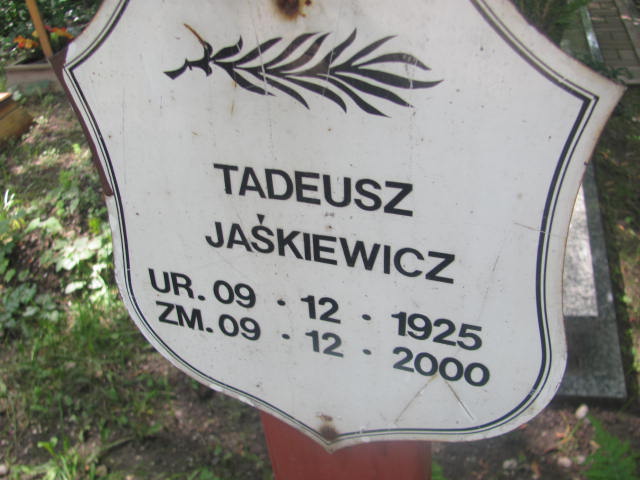 TADEUSZ
JAŚKIEWICZ
UR. 09 · 12 · 1925
ZM. 09 · 12 · 2000